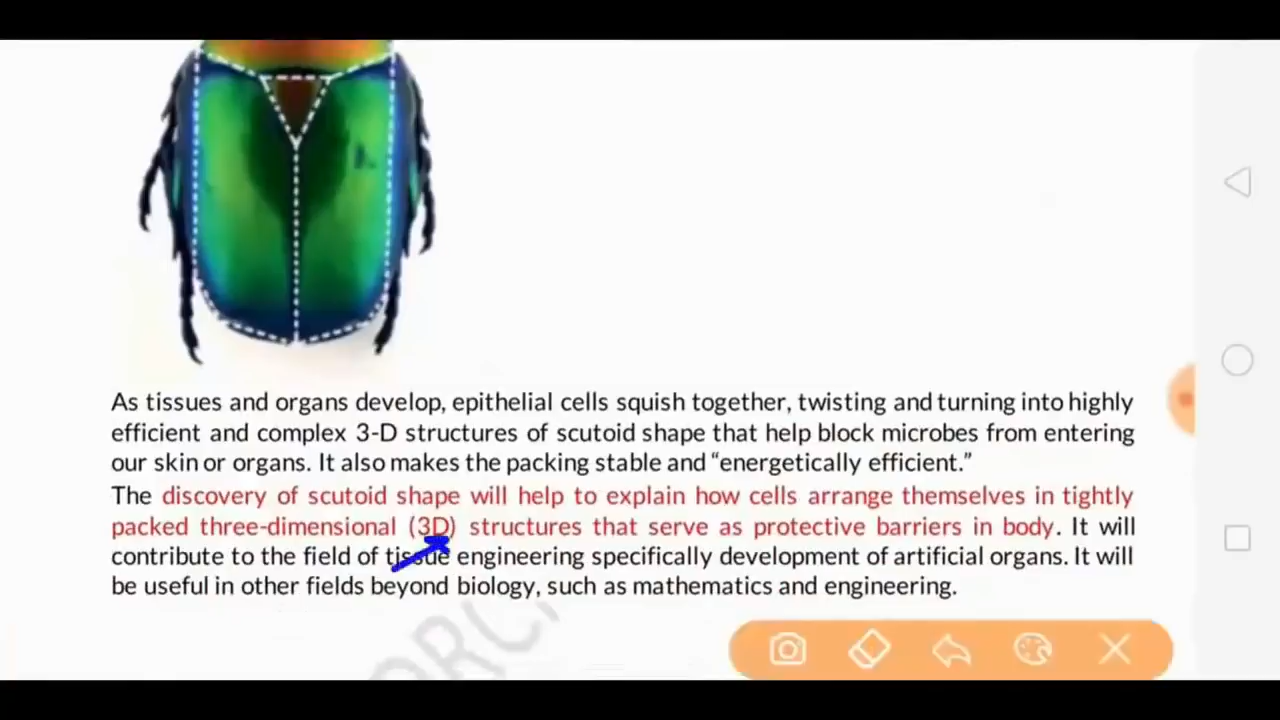 As tissues and organs develop, epithelial cells squish together, twisting and turning into highly
efficient and complex 3-D structures of scutoid shape that help block microbes from entering
our skin or organs. It also makes the packing stable and “energetically efficient.”
The discovery of scutoid shape will help to explain how cells arrange themselves in tightly
packed three-dimensional (3D) structures that serve as protective barriers in body. It will
contribute to the field of tissue engineering specifically development of artificial organs. It will
be useful in other fields beyond biology, such as mathematics and engineering.